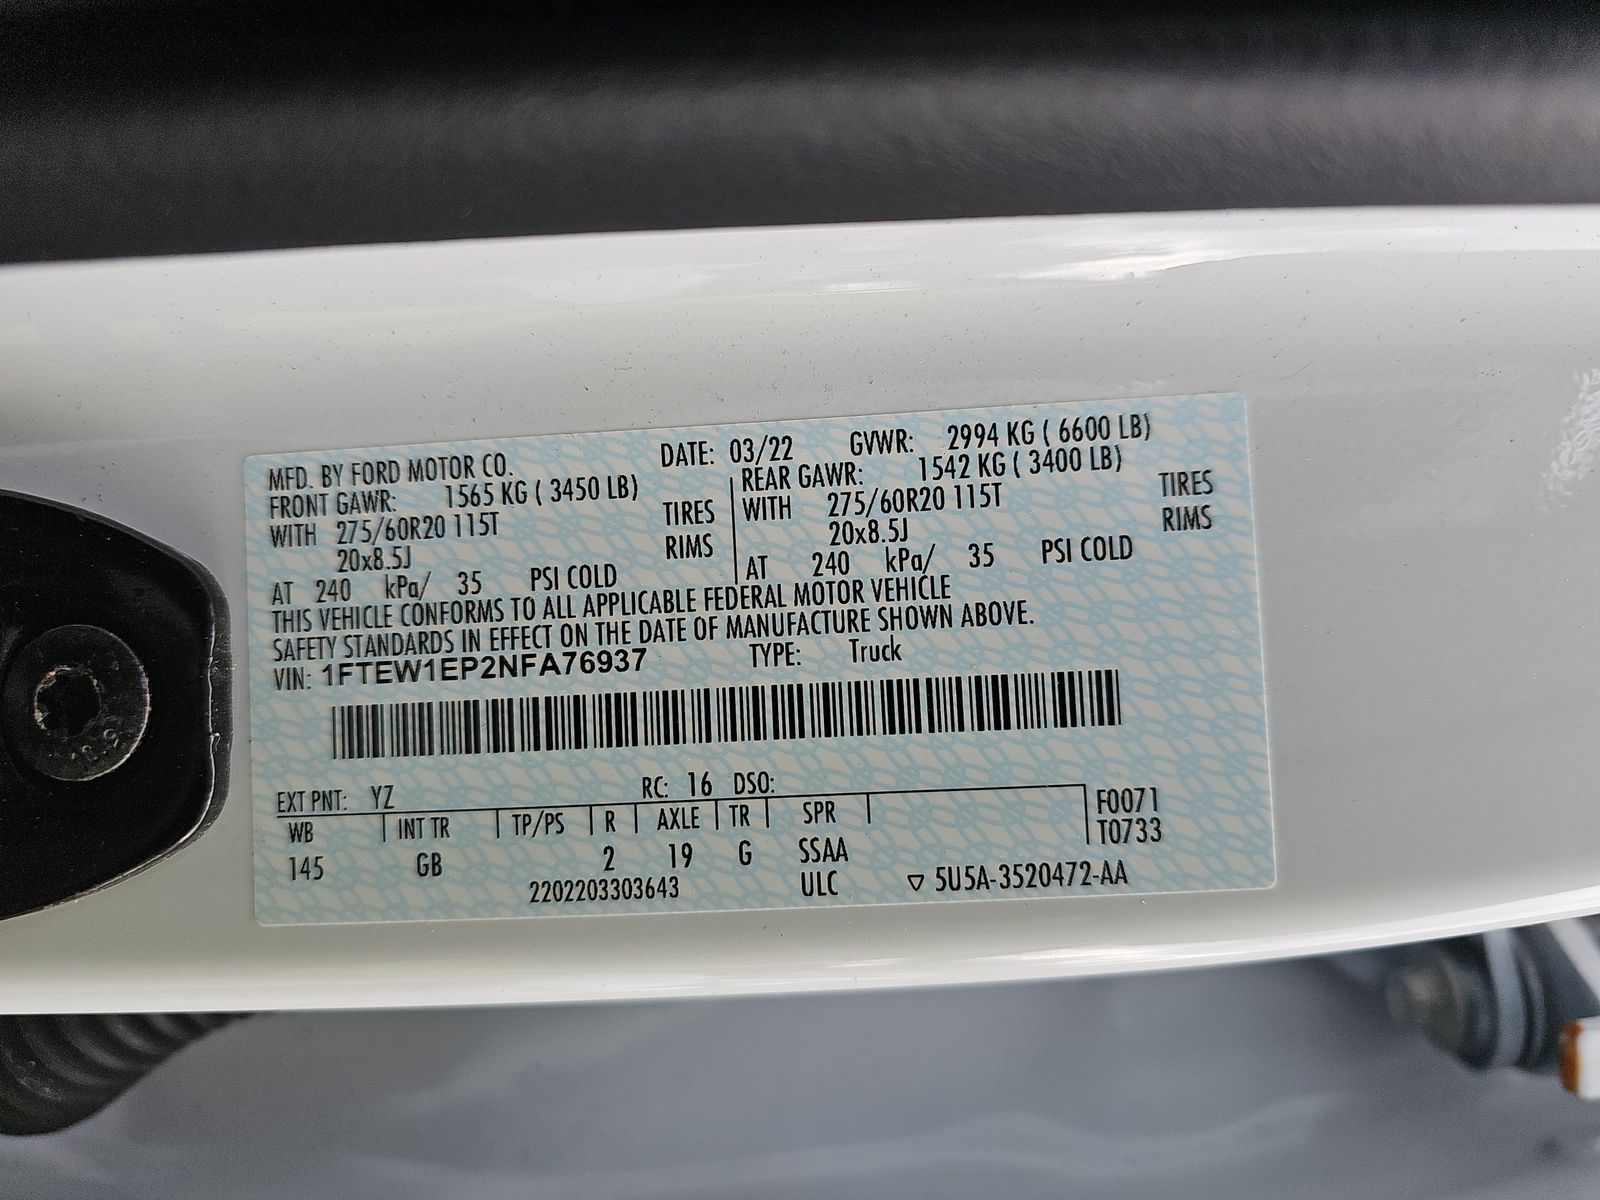 MFD. BY FORD MOTOR CO. DATE: 03/22 GVWR: 2994 KG ( 6600 LB)
FRONT GAWR: 1565 KG ( 3450 LB) REAR GAWR: 1542 KG ( 3400 LB)
WITH 275/60R20 115T TIRES WITH 275/60R20 115T TIRES
20x8.5J RIMS 20x8.5J RIMS
AT 240 kPa/ 35 PSI COLD AT 240 kPa/ 35 PSI COLD
THIS VEHICLE CONFORMS TO ALL APPLICABLE FEDERAL MOTOR VEHICLE
SAFETY STANDARDS IN EFFECT ON THE DATE OF MANUFACTURE SHOWN ABOVE.
VIN: 1FTEW1EP2NFA76937 TYPE: Truck
EXT PNT: YZ RC: 16 DSO:
WB INT TR TP/PS R AXLE TR SPR F0071
T0733
145 GB 2 19 G SSAA
2202203303643 ULC ▽ 5U5A-3520472-AA
10.9